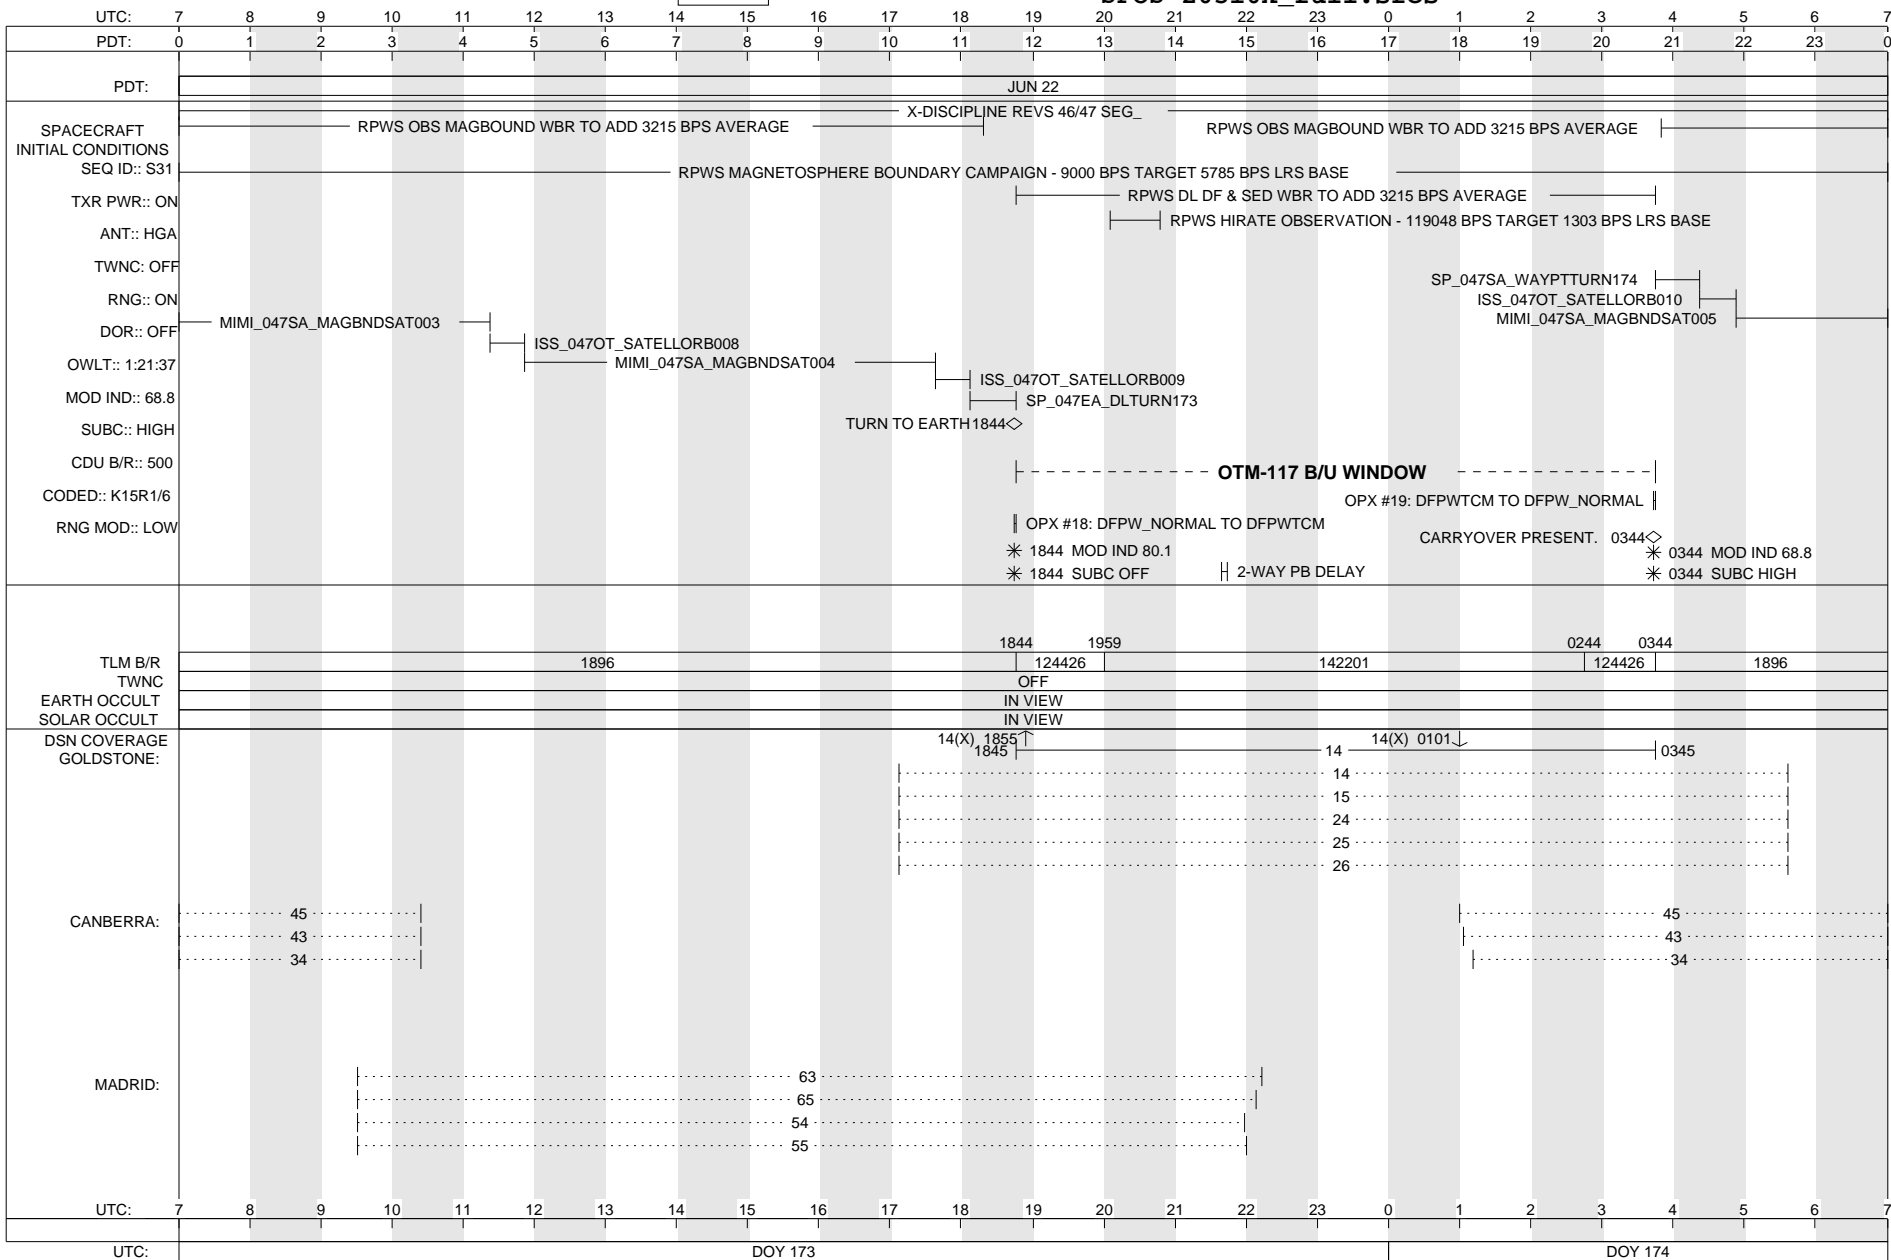 UTC: 7 8 9 10 11 12 13 14 15 16 17 18 19 20 21 22 23 0 1 2 3 4 5 6 7
PDT: 0 1 2 3 4 5 6 7 8 9 10 11 12 13 14 15 16 17 18 19 20 21 22 23 0
PDT: JUN 22
X-DISCIPLINE REVS 46/47 SEG_
SPACECRAFT
INITIAL CONDITIONS
RPWS OBS MAGBOUND WBR TO ADD 3215 BPS AVERAGE
RPWS OBS MAGBOUND WBR TO ADD 3215 BPS AVERAGE
SEQ ID:: S31
RPWS MAGNETOSPHERE BOUNDARY CAMPAIGN - 9000 BPS TARGET 5785 BPS LRS BASE
TXR PWR:: ON
RPWS DL DF & SED WBR TO ADD 3215 BPS AVERAGE
RPWS HIRATE OBSERVATION - 119048 BPS TARGET 1303 BPS LRS BASE
ANT:: HGA
TWNC: OFF
SP_047SA_WAYPTTURN174
RNG:: ON
ISS_047OT_SATELLORB010
MIMI_047SA_MAGBNDSAT003
MIMI_047SA_MAGBNDSAT005
DOR:: OFF
ISS_047OT_SATELLORB008
OWLT:: 1:21:37
MIMI_047SA_MAGBNDSAT004
ISS_047OT_SATELLORB009
MOD IND:: 68.8
SP_047EA_DLTURN173
SUBC:: HIGH
TURN TO EARTH 1844
CDU B/R:: 500
OTM-117 B/U WINDOW
CODED:: K15R1/6
OPX #19: DFPWTCM TO DFPW_NORMAL
RNG MOD:: LOW
OPX #18: DFPW_NORMAL TO DFPWTCM
CARRYOVER PRESENT. 0344
1844 MOD IND 80.1
0344 MOD IND 68.8
1844 SUBC OFF
2-WAY PB DELAY
0344 SUBC HIGH
1844 1959 0244 0344
TLM B/R 1896 124426 142201 124426 1896
TWNC OFF
EARTH OCCULT IN VIEW
SOLAR OCCULT IN VIEW
DSN COVERAGE 14(X) 1855 14(X) 0101
GOLDSTONE: 1845 14 0345
14
15
24
25
26
CANBERRA: 45 45
43 43
34 34
MADRID: 63
65
54
55
UTC: 7 8 9 10 11 12 13 14 15 16 17 18 19 20 21 22 23 0 1 2 3 4 5 6 7
UTC: DOY 173 DOY 174